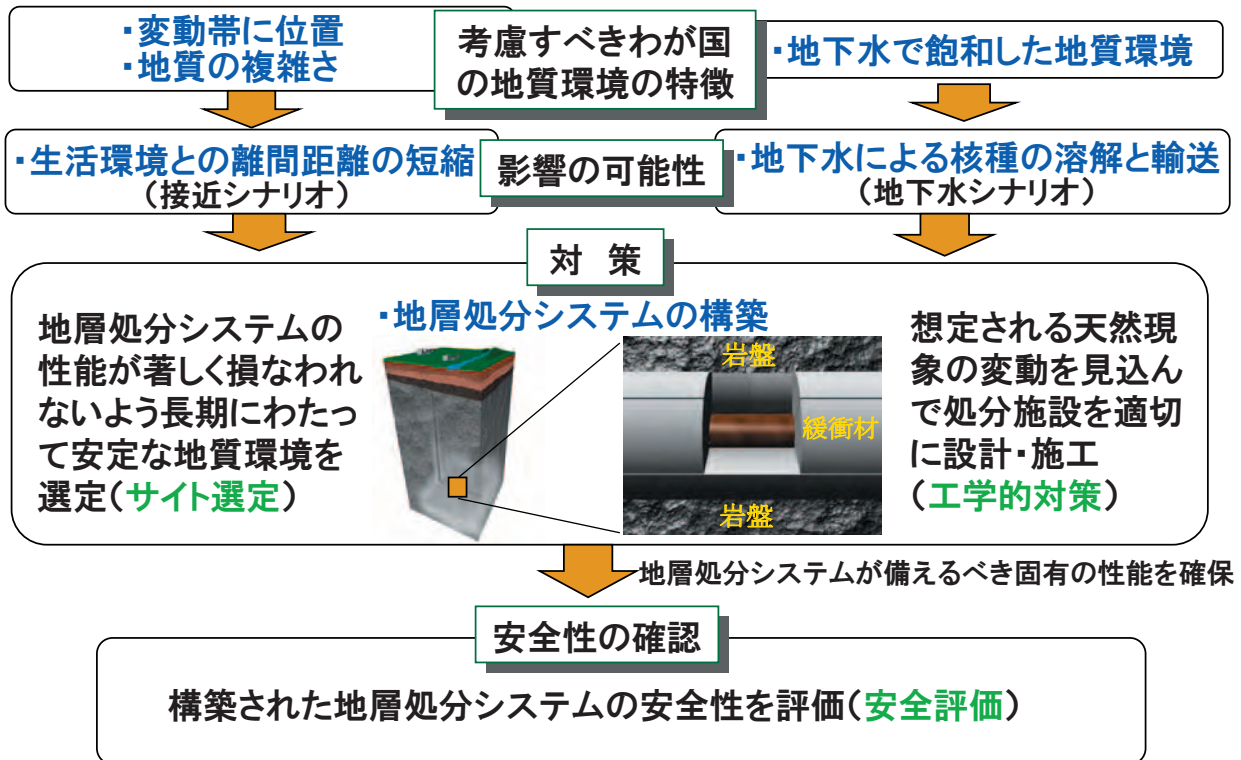 ・変動帯に位置
・地質の複雑さ
考慮すべきわが国
の地質環境の特徴
・地下水で飽和した地質環境
・生活環境との離間距離の短縮
(接近シナリオ)
影響の可能性
・地下水による核種の溶解と輸送
(地下水シナリオ)
対 策
地層処分システムの
性能が著しく損なわれ
ないよう長期にわたっ
て安定な地質環境を
選定(サイト選定)
・地層処分システムの構築
岩盤
緩衝材
岩盤
想定される天然現
象の変動を見込ん
で処分施設を適切
に設計・施工
(工学的対策)
地層処分システムが備えるべき固有の性能を確保
安全性の確認
構築された地層処分システムの安全性を評価(安全評価)